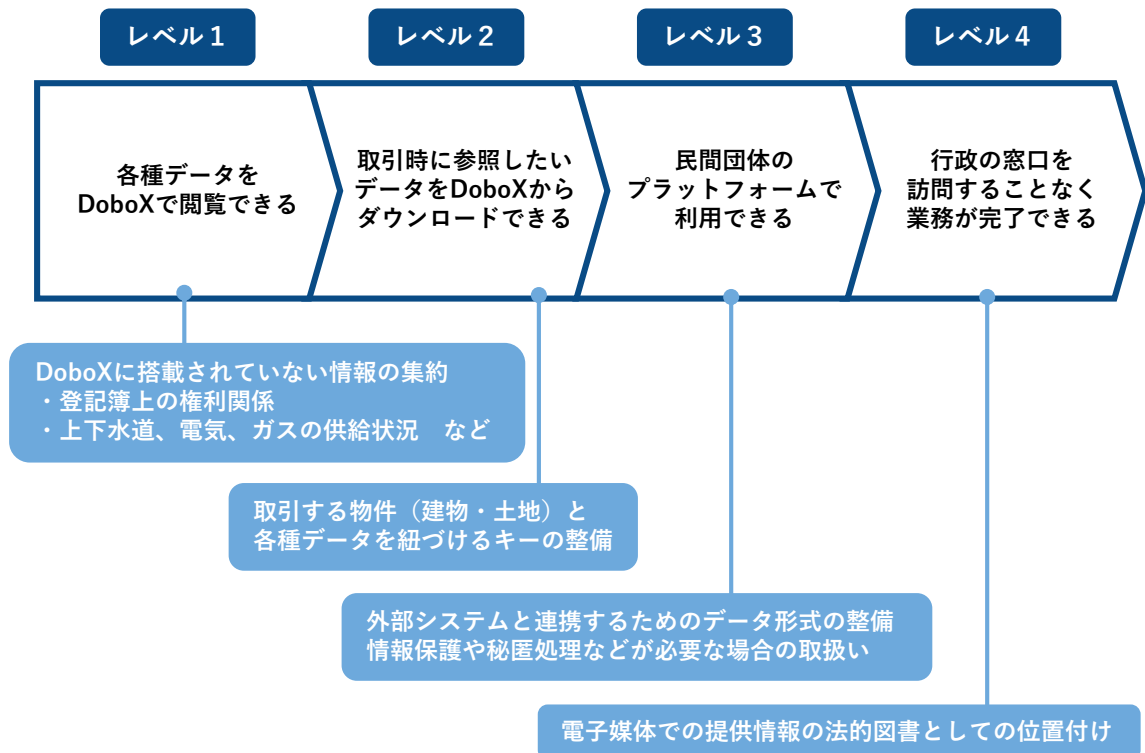 レベル１
レベル２
レベル３
レベル４
各種データを
DoboXで閲覧できる
取引時に参照したい
データをDoboXから
ダウンロードできる
民間団体の
プラットフォームで
利用できる
行政の窓口を
訪問することなく
業務が完了できる
DoboXに搭載されていない情報の集約
・登記簿上の権利関係
・上下水道、電気、ガスの供給状況　など
取引する物件（建物・土地）と
各種データを紐づけるキーの整備
外部システムと連携するためのデータ形式の整備
情報保護や秘匿処理などが必要な場合の取扱い
電子媒体での提供情報の法的図書としての位置付け